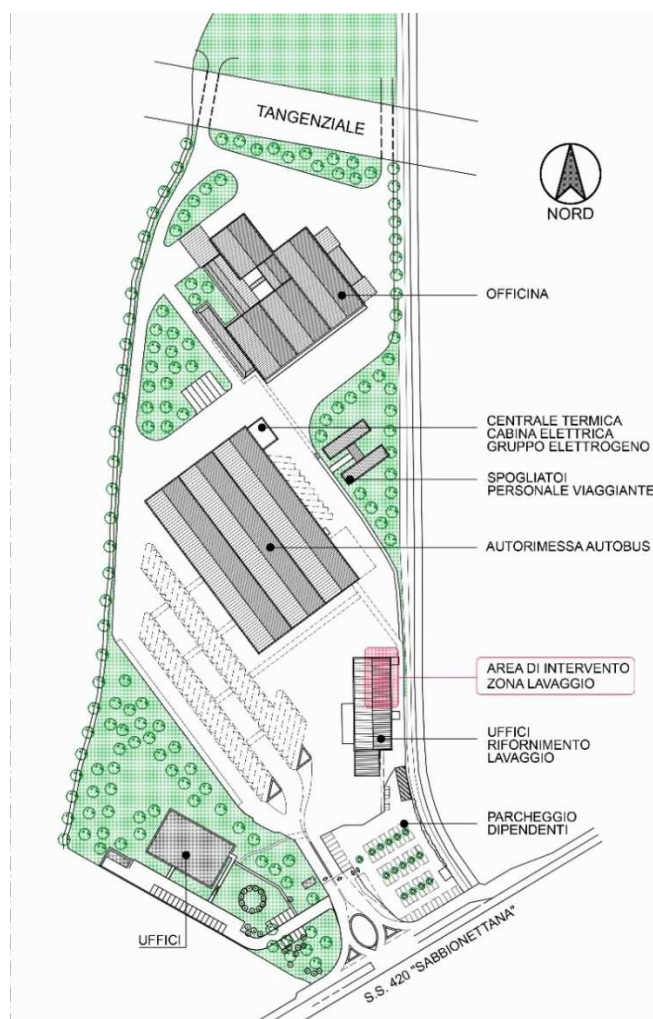 TANGENZIALE
NORD
OFFICINA
CENTRALE TERMICA
CABINA ELETTRICA
GRUPPO ELETTROGENO
SPOGLIATOI
PERSONALE VIAGGIANTE
AUTORIMESSA AUTOBUS
AREA DI INTERVENTO
ZONA LAVAGGIO
UFFICI
RIFORNIMENTO
LAVAGGIO
PARCHEGGIO
DIPENDENTI
UFFICI
S.S. 420 "SABBIONETTANA"